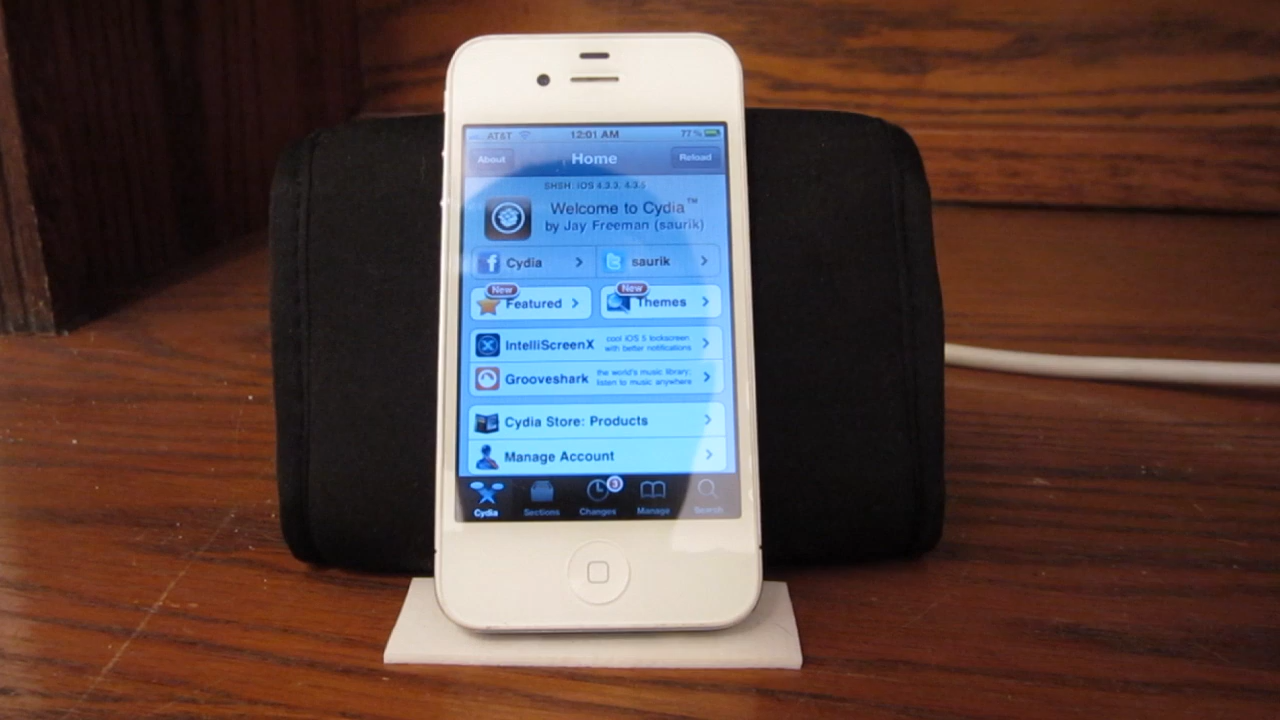 AT&T 12:01 AM 77%
About Home Reload
SHSH: iOS 4.3.3, 4.3.5
Welcome to Cydia™
by Jay Freeman (saurik)
Cydia saurik
New New
Featured Themes
IntelliScreenX cool iOS 5 lockscreen
with better notifications
Grooveshark the world's music library:
listen to music anywhere
Cydia Store: Products
Manage Account
3
Cydia Sections Changes Manage Search